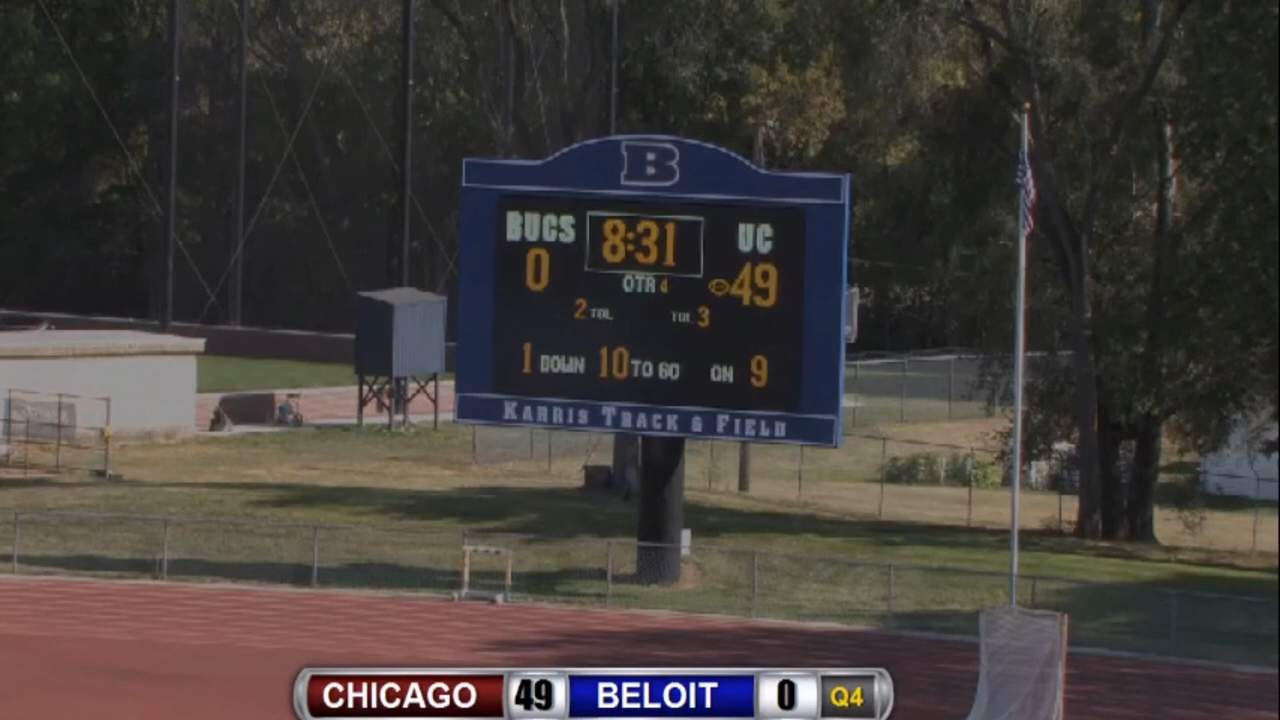 B
BUCS 8:31 UC
0 QTR 4 49
2 TOL TOL 3
1 DOWN 10 TO GO ON 9
KARRIS TRACK & FIELD
CHICAGO 49 BELOIT 0 Q4